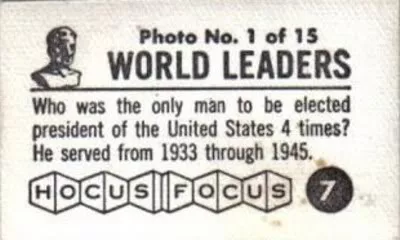 Photo No. 1 of 15
WORLD LEADERS
Who was the only man to be elected
president of the United States 4 times?
He served from 1933 through 1945.
HOCUS FOCUS 7